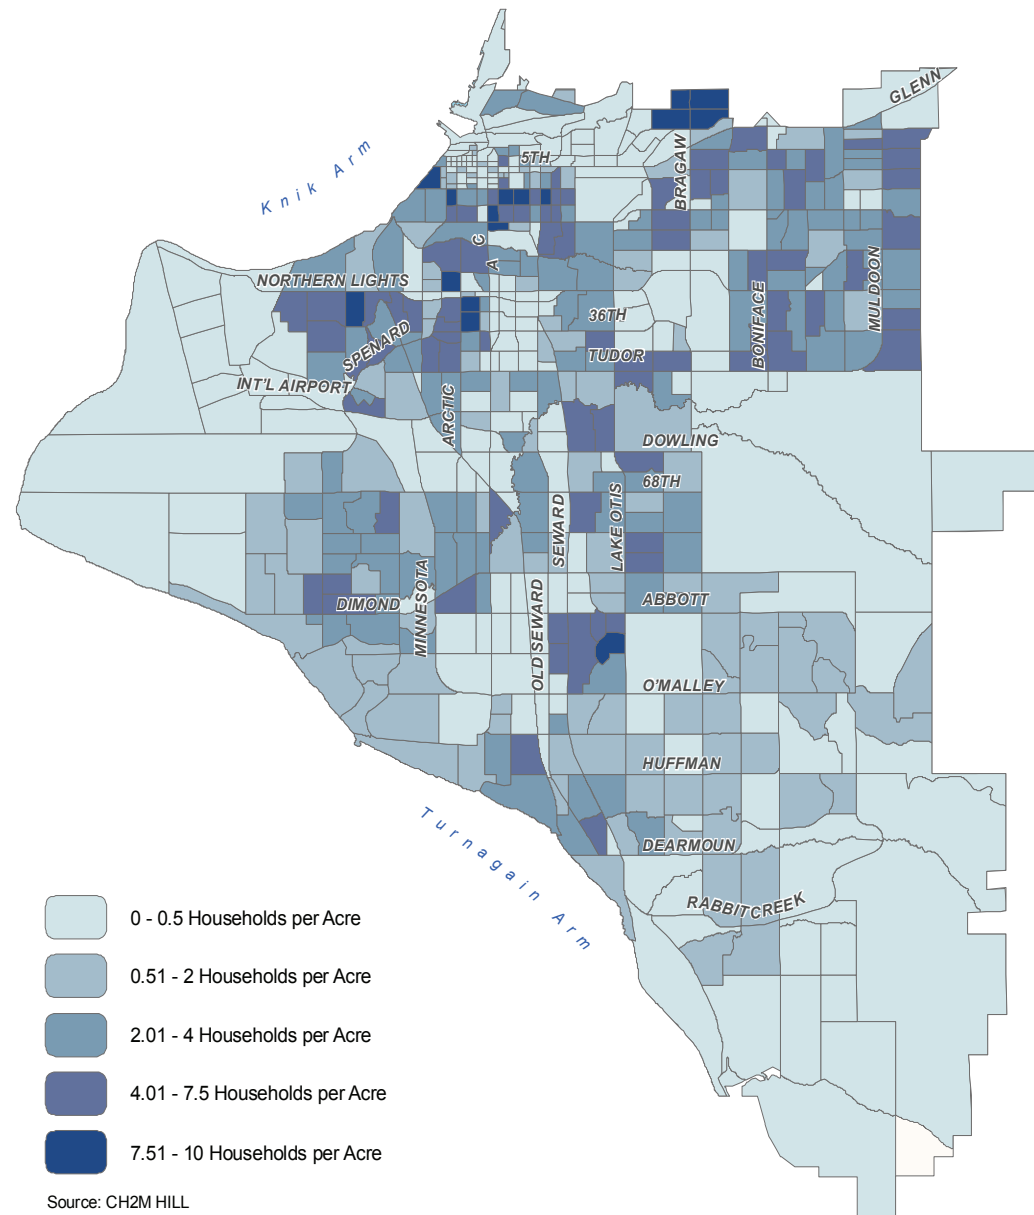 GLENN
5TH
BRAGAW
Knik Arm
C
A
NORTHERN LIGHTS
MULDOON
BONIFACE
36TH
SPENARD
TUDOR
INT'L AIRPORT
ARCTIC
DOWLING
68TH
SEWARD
LAKE OTIS
MINNESOTA
DIMOND
ABBOTT
OLD SEWARD
O'MALLEY
HUFFMAN
Turnagain Arm
DEARMOUN
RABBITCREEK
0 - 0.5 Households per Acre
0.51 - 2 Households per Acre
2.01 - 4 Households per Acre
4.01 - 7.5 Households per Acre
7.51 - 10 Households per Acre
Source: CH2M HILL